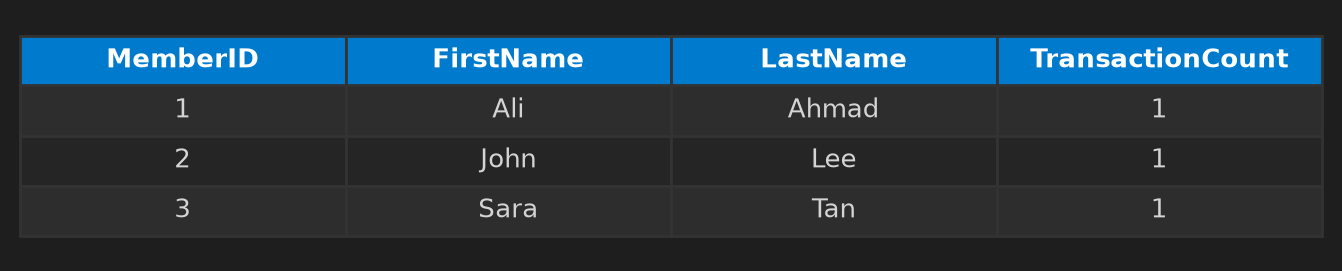 MemberID FirstName LastName TransactionCount
1 Ali Ahmad 1
2 John Lee 1
3 Sara Tan 1